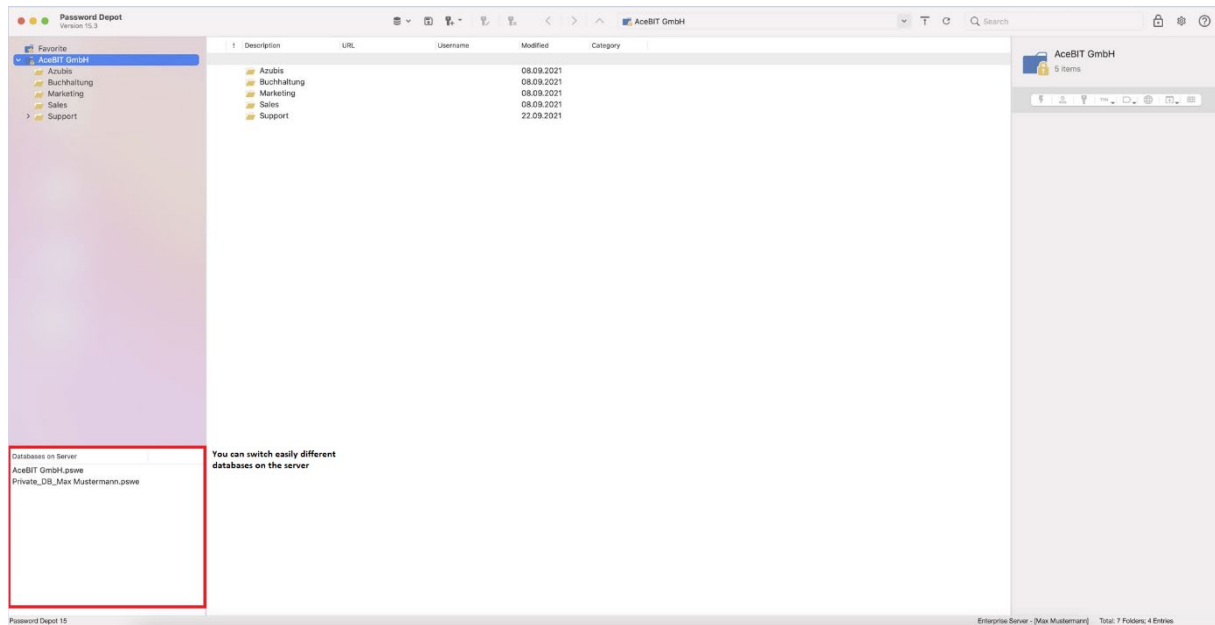 Password Depot
Version 15.3
AceBIT GmbH
Search
Favorite
AceBIT GmbH
Azubis
Buchhaltung
Marketing
Sales
Support
! Description URL Username Modified Category
Azubis 08.09.2021
Buchhaltung 08.09.2021
Marketing 08.09.2021
Sales 08.09.2021
Support 22.09.2021
AceBIT GmbH
5 items
Databases on Server
AceBIT GmbH.pswe
Private_DB_Max Mustermann.pswe
You can switch easily different
databases on the server
Password Depot 15
Enterprise Server - [Max Mustermann] Total: 7 Folders; 4 Entries